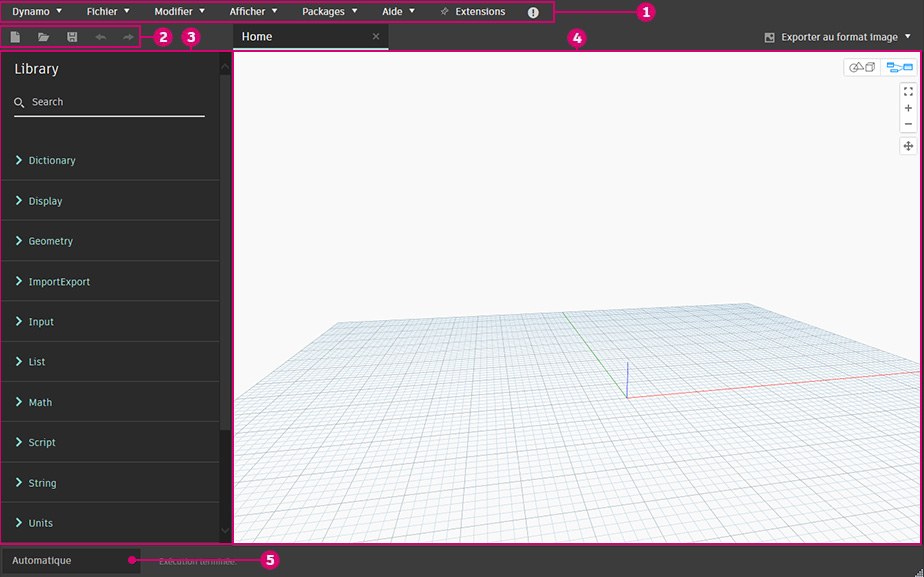 Dynamo Fichier Modifier Afficher Packages Aide Extensions ! 1
2 3 Home × 4 Exporter au format Image
Library
Search
Dictionary
Display
Geometry
ImportExport
Input
List
Math
Script
String
Units
Automatique Exécution terminée. 5